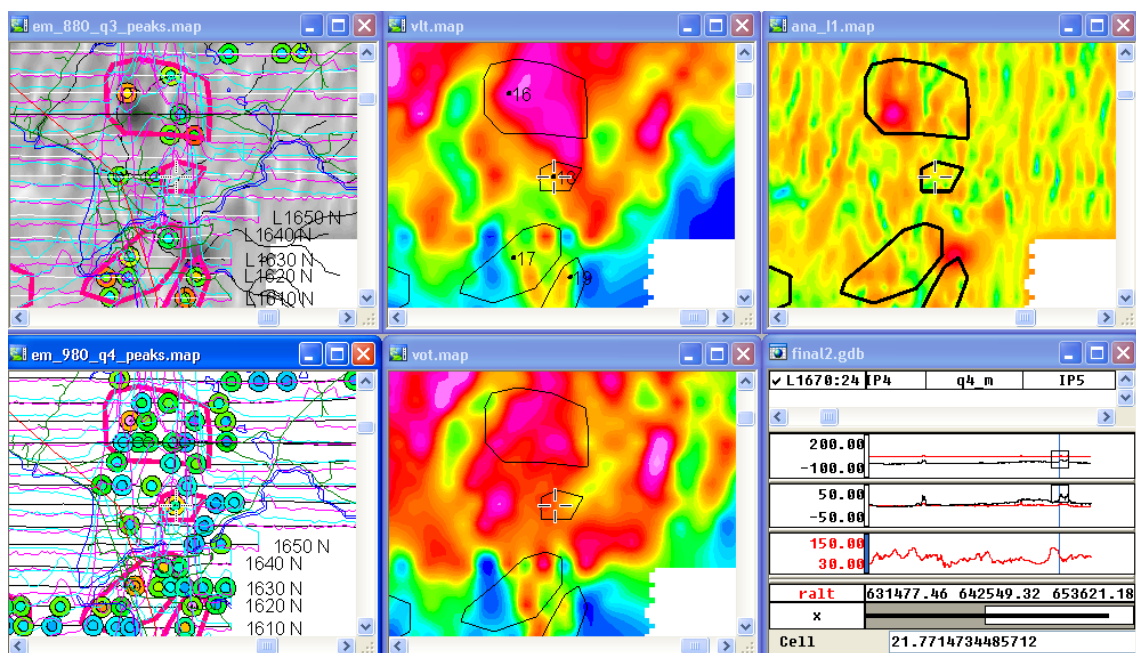 em_880_q3_peaks.map
L1650 N
L1640 N
L1630 N
L1620 N
L1610 N
vlt.map
16
18
17
19
ana_l1.map
em_980_q4_peaks.map
1650 N
1640 N
1630 N
1620 N
1610 N
vot.map
final2.gdb
L1670:24 IP4 q4_m IP5
200.00
-100.00
50.00
-50.00
150.00
30.00
ralt 631477.46 642549.32 653621.18
x
Cell 21.7714734485712